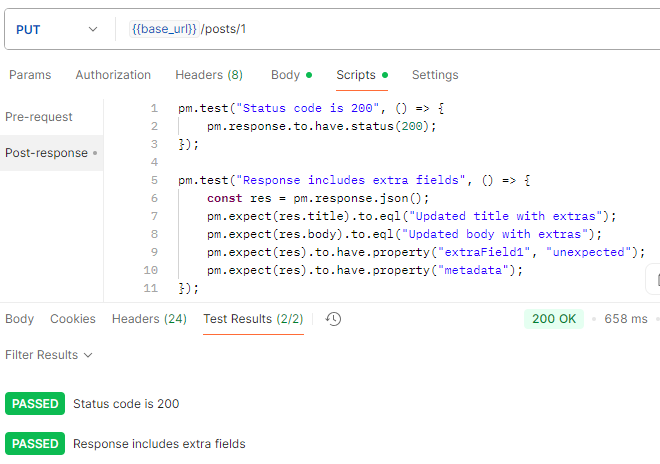 PUT {{base_url}}/posts/1
Params Authorization Headers (8) Body Scripts Settings
Pre-request
Post-response
1 pm.test("Status code is 200", () => {
2 pm.response.to.have.status(200);
3 });
4
5 pm.test("Response includes extra fields", () => {
6 const res = pm.response.json();
7 pm.expect(res.title).to.eql("Updated title with extras");
8 pm.expect(res.body).to.eql("Updated body with extras");
9 pm.expect(res).to.have.property("extraField1", "unexpected");
10 pm.expect(res).to.have.property("metadata");
11 });
Body Cookies Headers (24) Test Results (2/2) 200 OK • 658 ms •
Filter Results
PASSED Status code is 200
PASSED Response includes extra fields